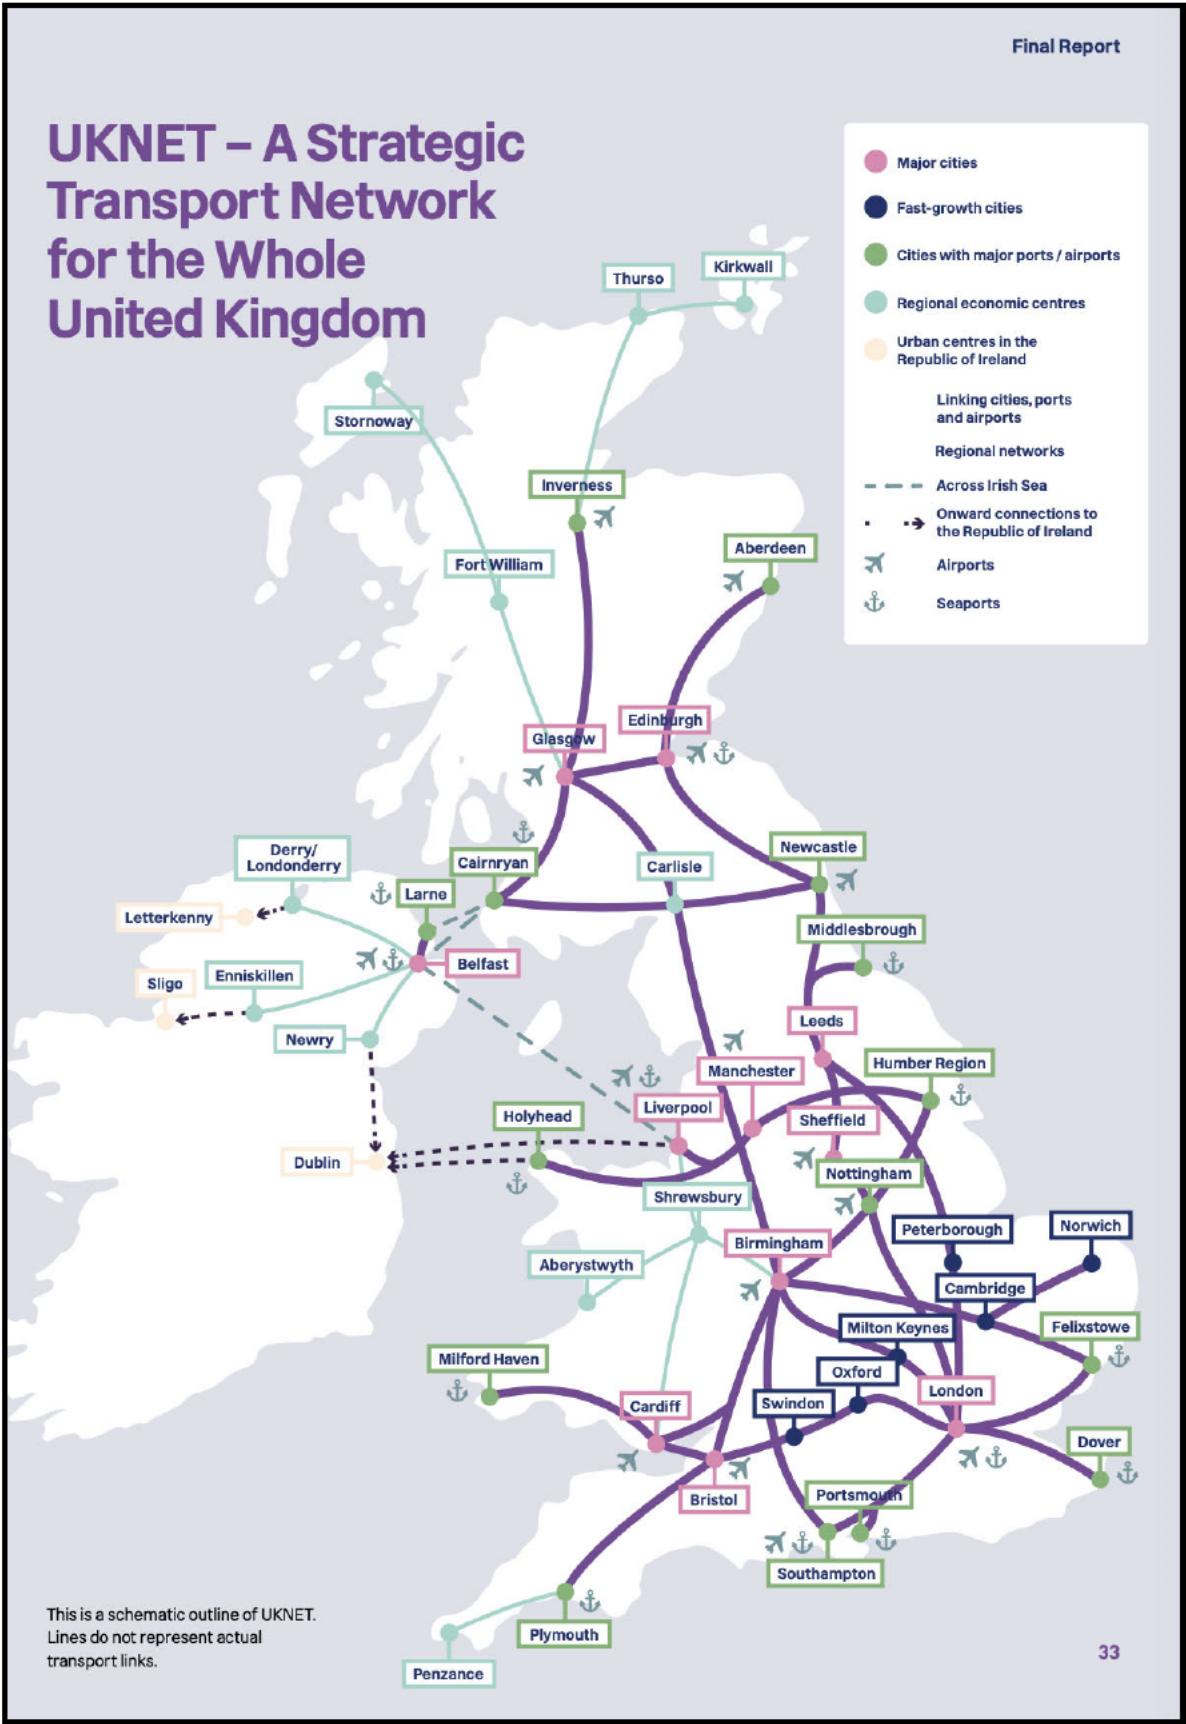 Final Report
UKNET – A Strategic
Transport Network
for the Whole
United Kingdom
Major cities
Fast-growth cities
Cities with major ports / airports
Regional economic centres
Urban centres in the
Republic of Ireland
Linking cities, ports
and airports
Regional networks
Across Irish Sea
Onward connections to
the Republic of Ireland
Airports
Seaports
Kirkwall
Thurso
Stornoway
Inverness
Aberdeen
Fort William
Edinburgh
Glasgow
Newcastle
Derry/
Londonderry
Cairnryan
Carlisle
Larne
Letterkenny
Middlesbrough
Belfast
Enniskillen
Sligo
Leeds
Newry
Humber Region
Manchester
Liverpool
Holyhead
Sheffield
Dublin
Nottingham
Shrewsbury
Peterborough
Norwich
Birmingham
Aberystwyth
Cambridge
Milton Keynes
Felixstowe
Milford Haven
Oxford
London
Swindon
Cardiff
Dover
Portsmouth
Bristol
Southampton
This is a schematic outline of UKNET.
Lines do not represent actual
transport links.
Plymouth
33
Penzance